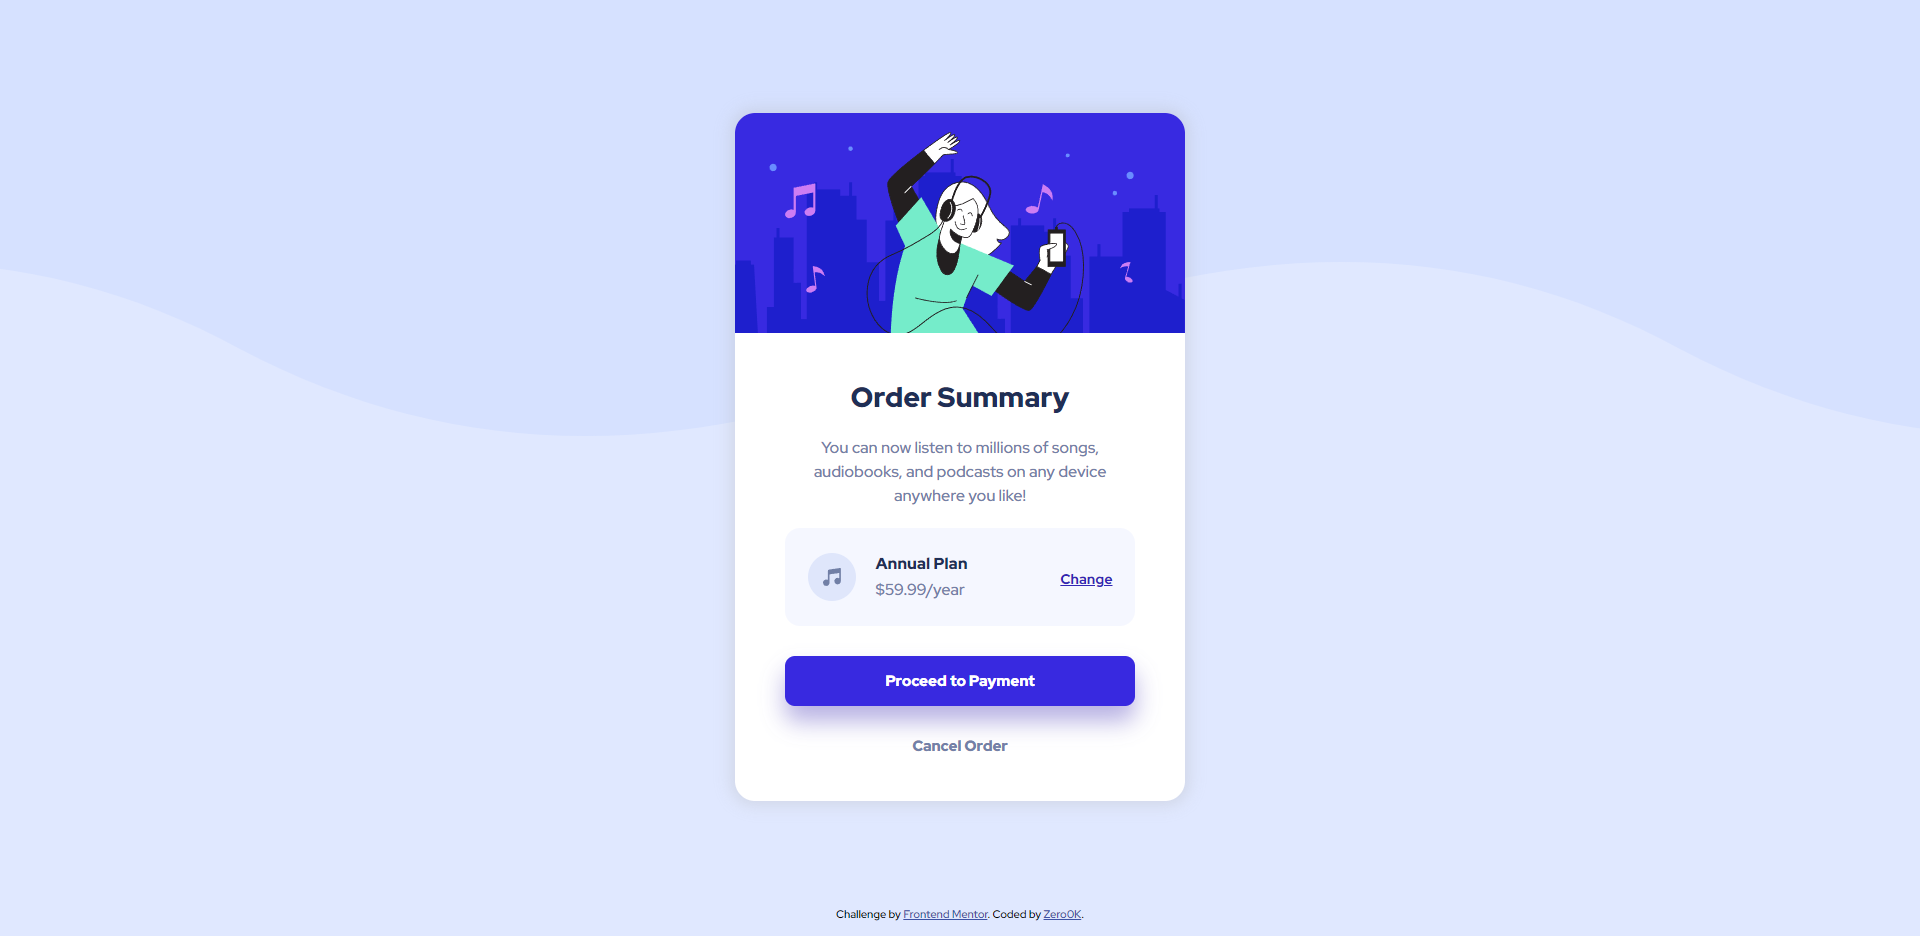 Order Summary
You can now listen to millions of songs,
audiobooks, and podcasts on any device
anywhere you like!
Annual Plan
$59.99/year
Change
Proceed to Payment
Cancel Order
Challenge by Frontend Mentor. Coded by Zero0K.